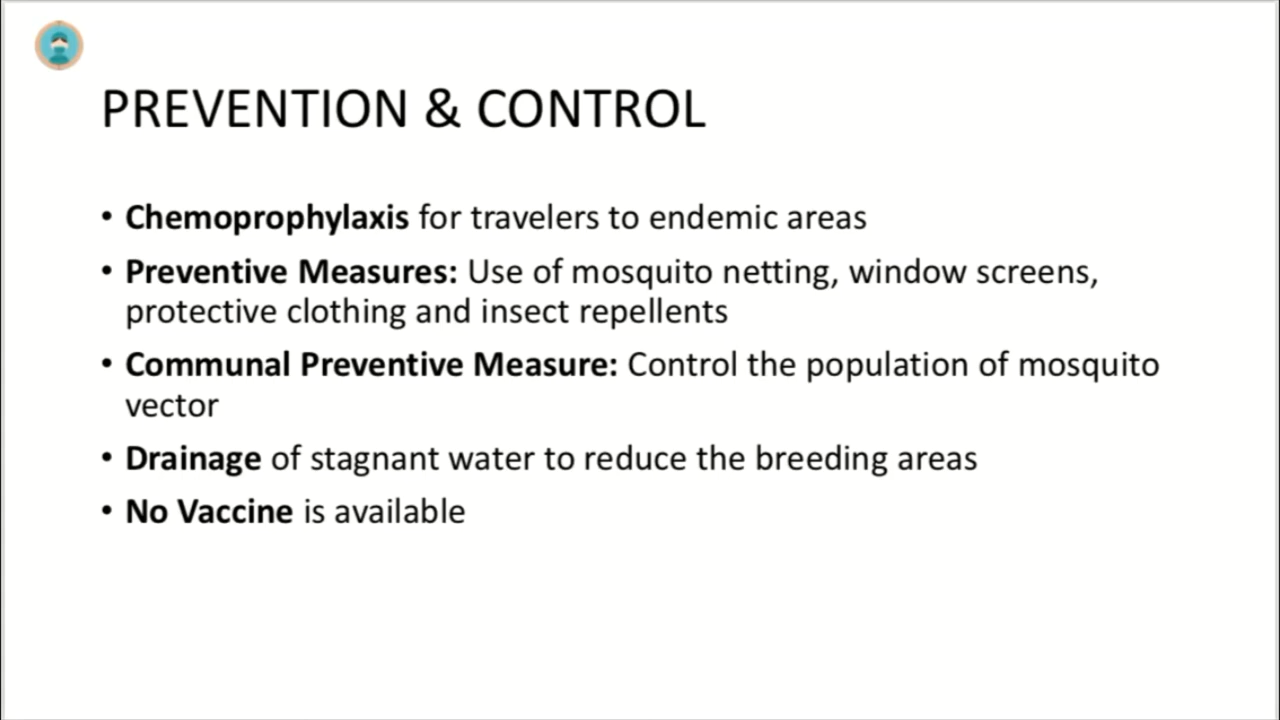 PREVENTION & CONTROL
• Chemoprophylaxis for travelers to endemic areas
• Preventive Measures: Use of mosquito netting, window screens,
protective clothing and insect repellents
• Communal Preventive Measure: Control the population of mosquito
vector
• Drainage of stagnant water to reduce the breeding areas
• No Vaccine is available